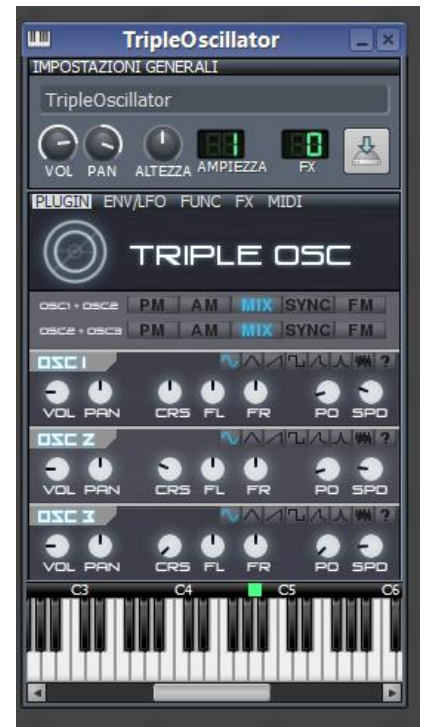 TripleOscillator
IMPOSTAZIONI GENERALI
TripleOscillator
1 0
VOL PAN ALTEZZA AMPIEZZA FX
PLUGIN ENV/LFO FUNC FX MIDI
TRIPLE OSC
OSC1 + OSC2 PM AM MIX SYNC FM
OSC2 + OSC3 PM AM MIX SYNC FM
OSC 1 ?
VOL PAN CRS FL FR PO SPD
OSC 2 ?
VOL PAN CRS FL FR PO SPD
OSC 3 ?
VOL PAN CRS FL FR PO SPD
C3 C4 C5 C6